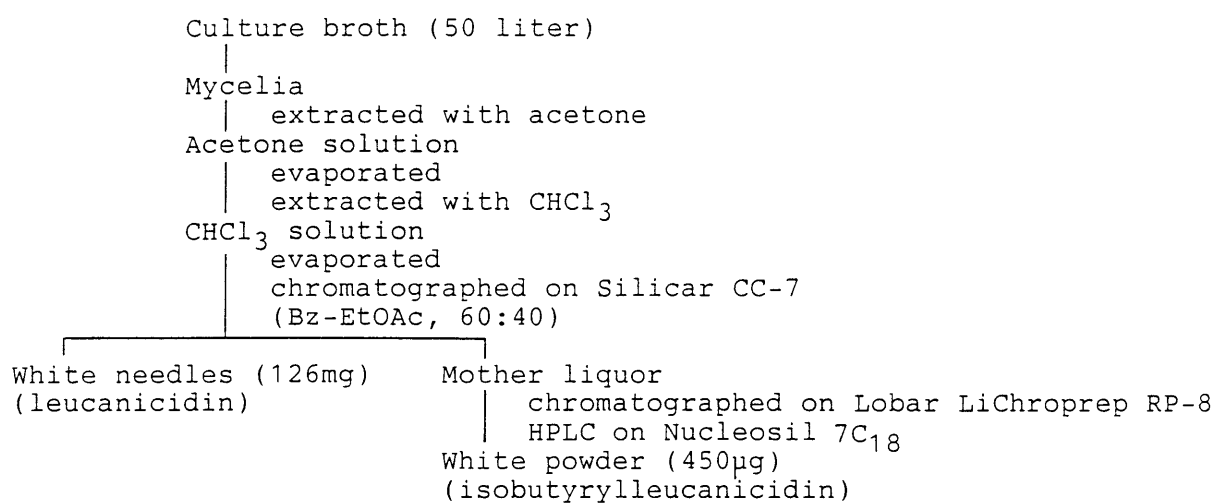 Culture broth (50 liter)
Mycelia
extracted with acetone
Acetone solution
evaporated
extracted with CHCl₃
CHCl₃ solution
evaporated
chromatographed on Silicar CC-7
(Bz-EtOAc, 60:40)
White needles (126mg)
(leucanicidin)
Mother liquor
chromatographed on Lobar LiChroprep RP-8
HPLC on Nucleosil 7C₁₈
White powder (450µg)
(isobutyrylleucanicidin)